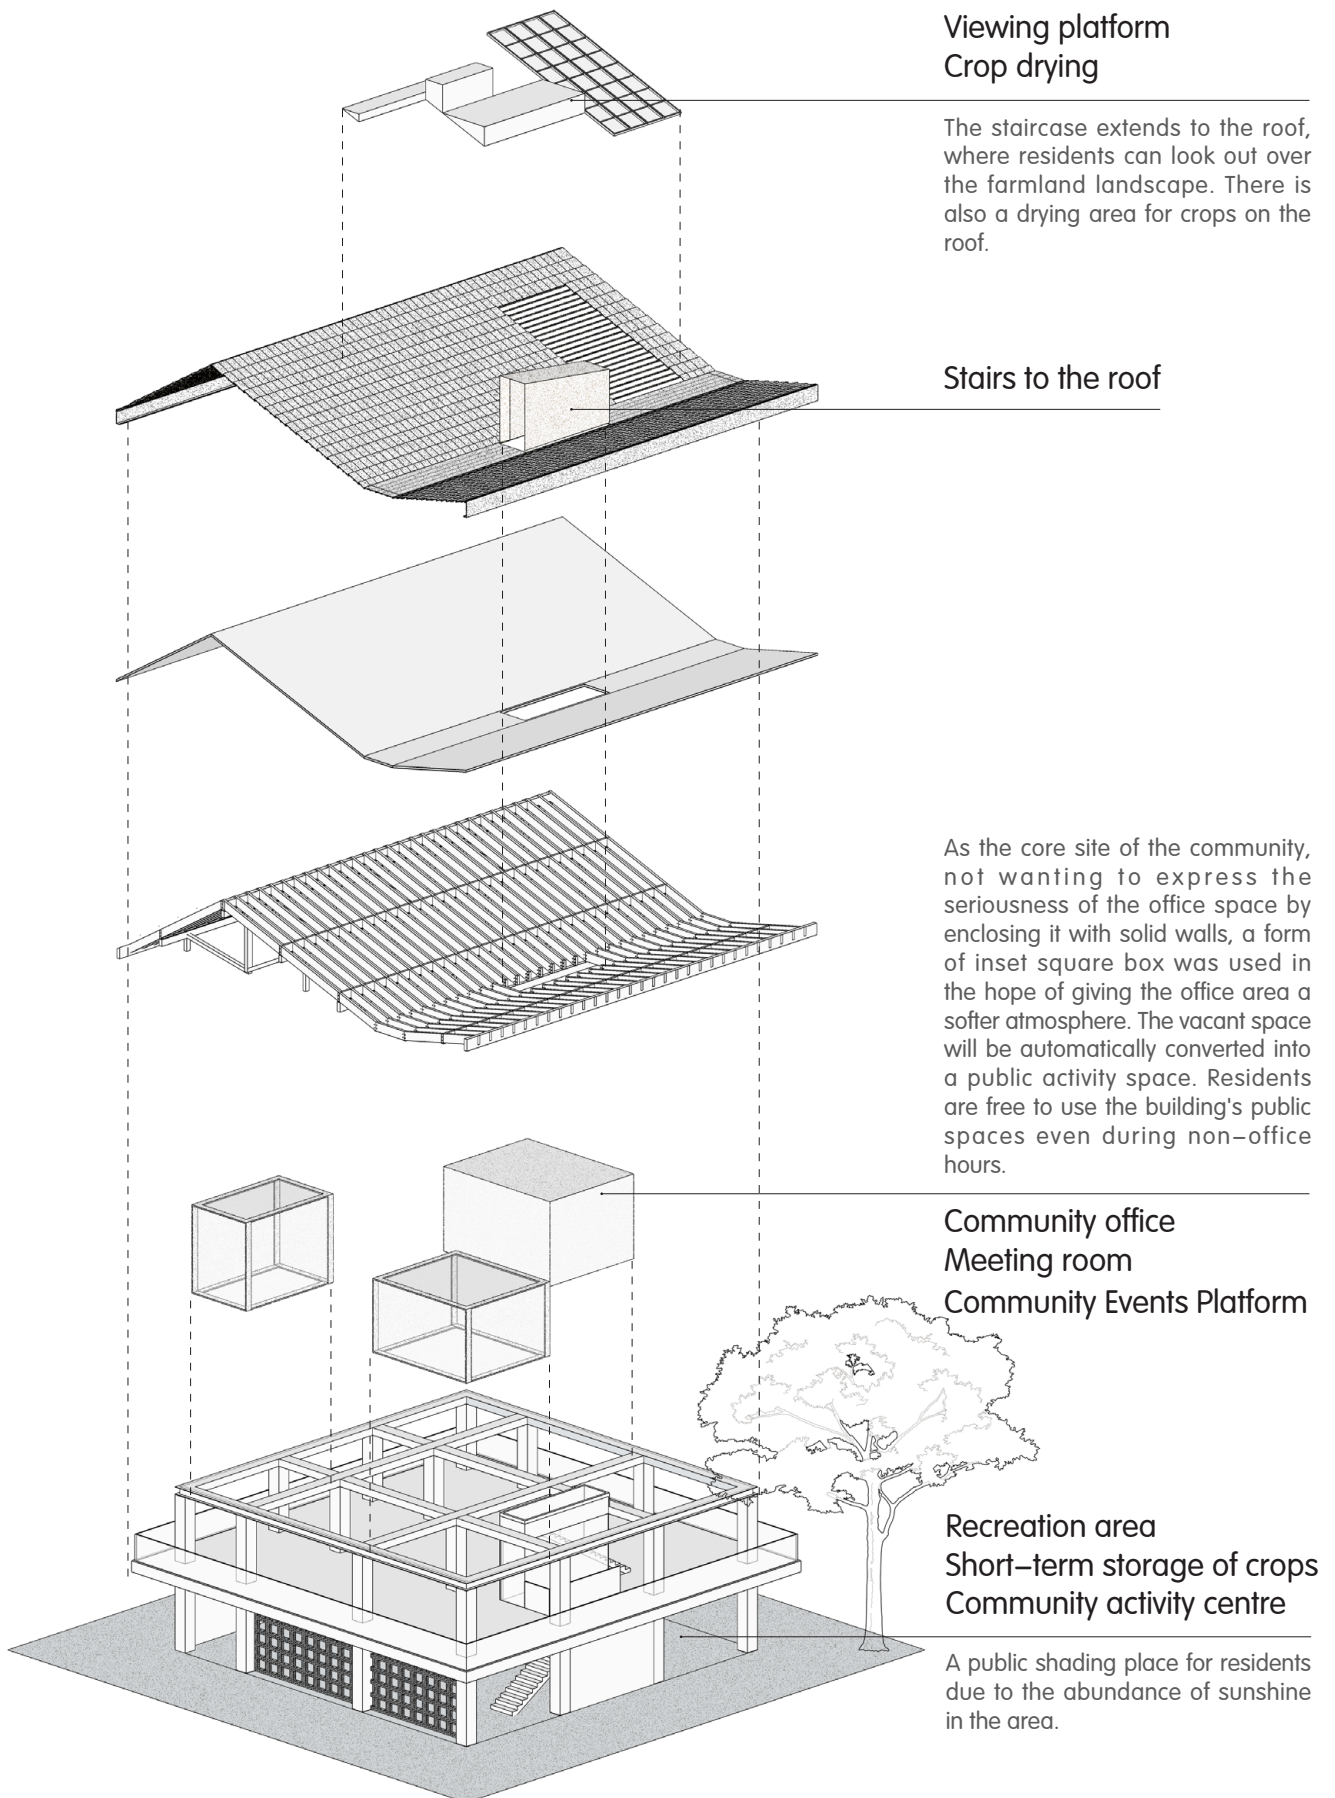 Viewing platform
Crop drying
The staircase extends to the roof,
where residents can look out over
the farmland landscape. There is
also a drying area for crops on the
roof.
Stairs to the roof
As the core site of the community,
not wanting to express the
seriousness of the office space by
enclosing it with solid walls, a form
of inset square box was used in
the hope of giving the office area a
softer atmosphere. The vacant space
will be automatically converted into
a public activity space. Residents
are free to use the building's public
spaces even during non–office
hours.
Community office
Meeting room
Community Events Platform
Recreation area
Short–term storage of crops
Community activity centre
A public shading place for residents
due to the abundance of sunshine
in the area.